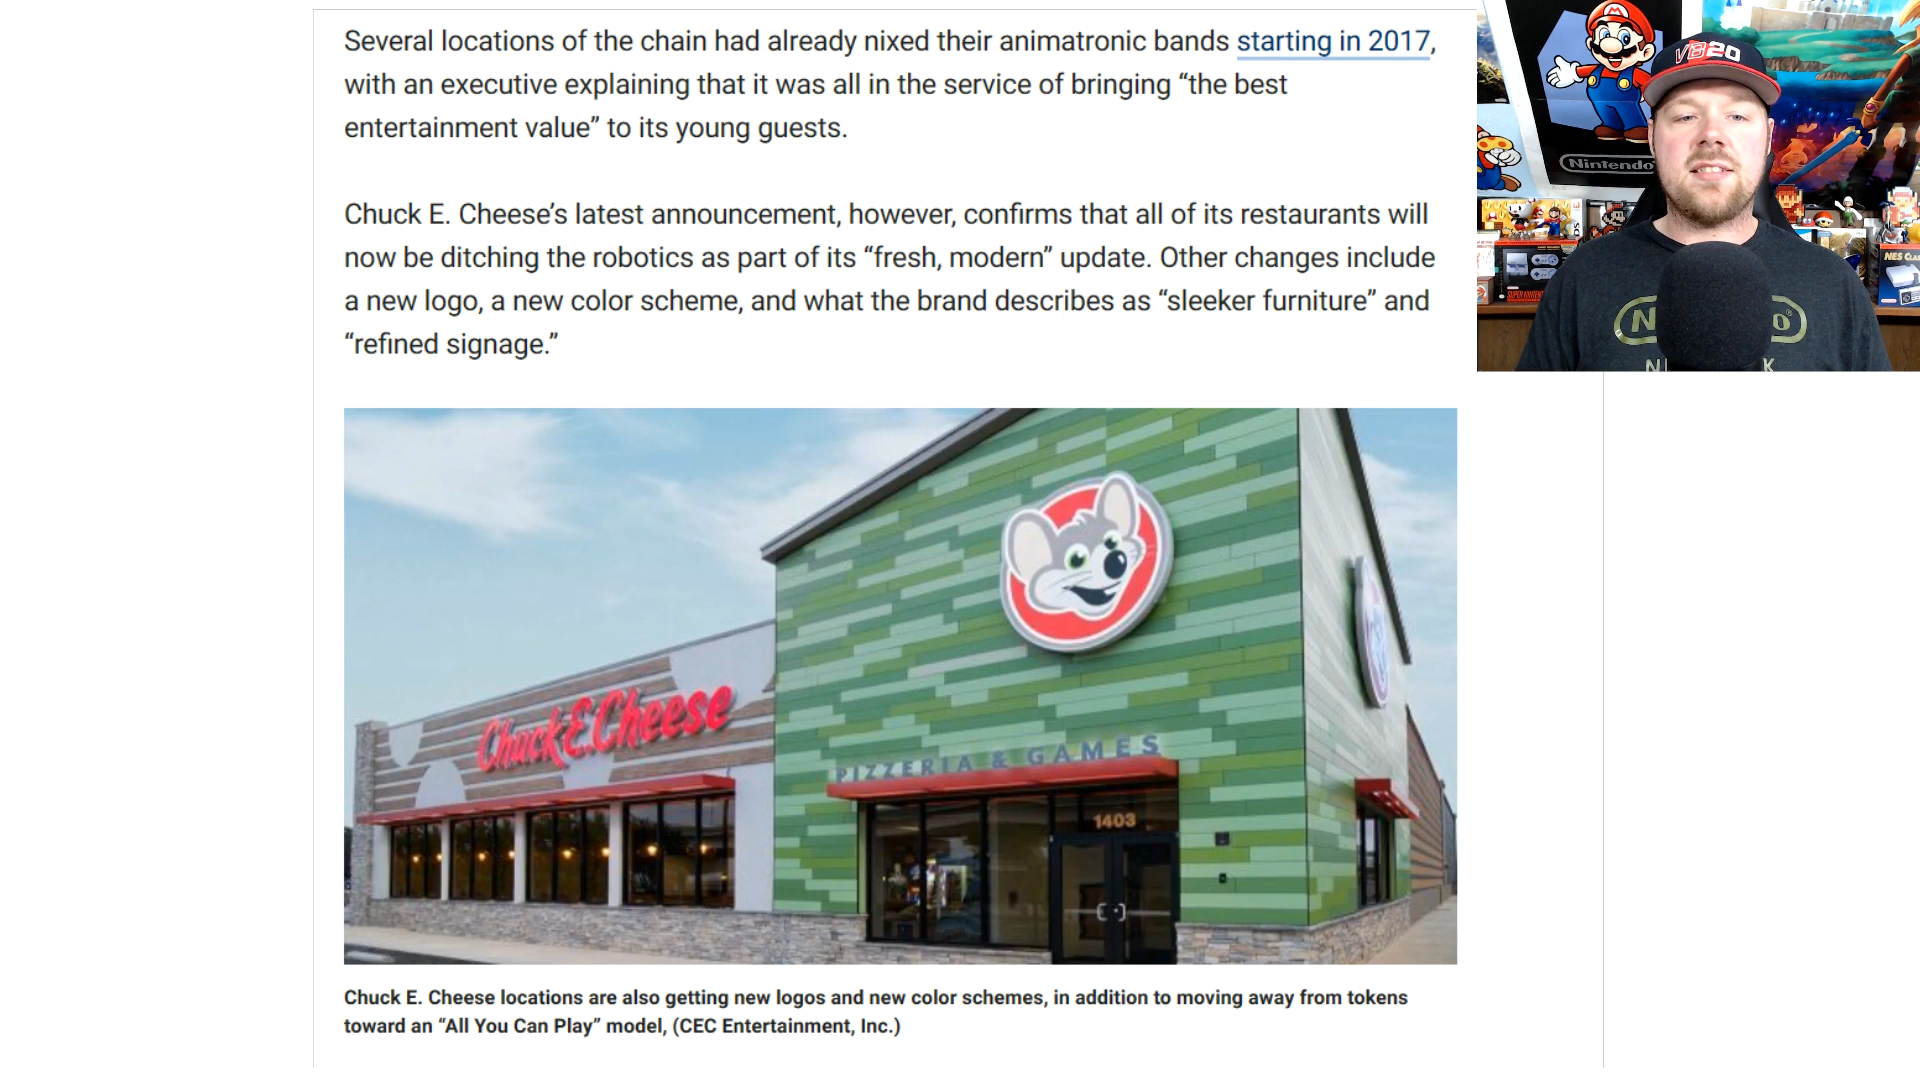 Several locations of the chain had already nixed their animatronic bands starting in 2017,
with an executive explaining that it was all in the service of bringing “the best
entertainment value” to its young guests.
Chuck E. Cheese’s latest announcement, however, confirms that all of its restaurants will
now be ditching the robotics as part of its “fresh, modern” update. Other changes include
a new logo, a new color scheme, and what the brand describes as “sleeker furniture” and
“refined signage.”
VB20
Nintendo
NES Clas
SUPER NINTENDO
N
O
N
K
Chuck E. Cheese
PIZZERIA & GAMES
1403
Chuck E. Cheese locations are also getting new logos and new color schemes, in addition to moving away from tokens
toward an “All You Can Play” model, (CEC Entertainment, Inc.)